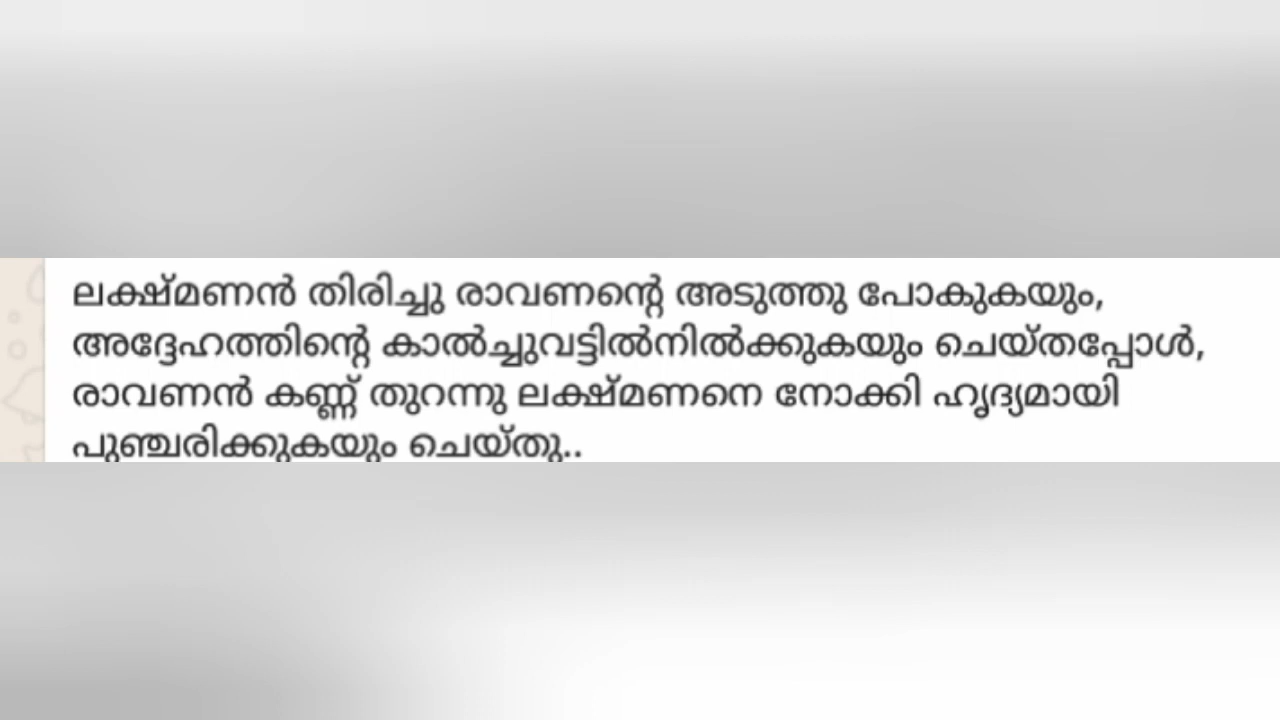 ലക്ഷ്മണൻ തിരിച്ചു രാവണന്റെ അടുത്തു പോകുകയും,
അദ്ദേഹത്തിന്റെ കാൽച്ചുവട്ടിൽനിൽക്കുകയും ചെയ്തപ്പോൾ,
രാവണൻ കണ്ണ് തുറന്നു ലക്ഷ്മണനെ നോക്കി ഹൃദ്യമായി
പുഞ്ചരിക്കുകയും ചെയ്തു..